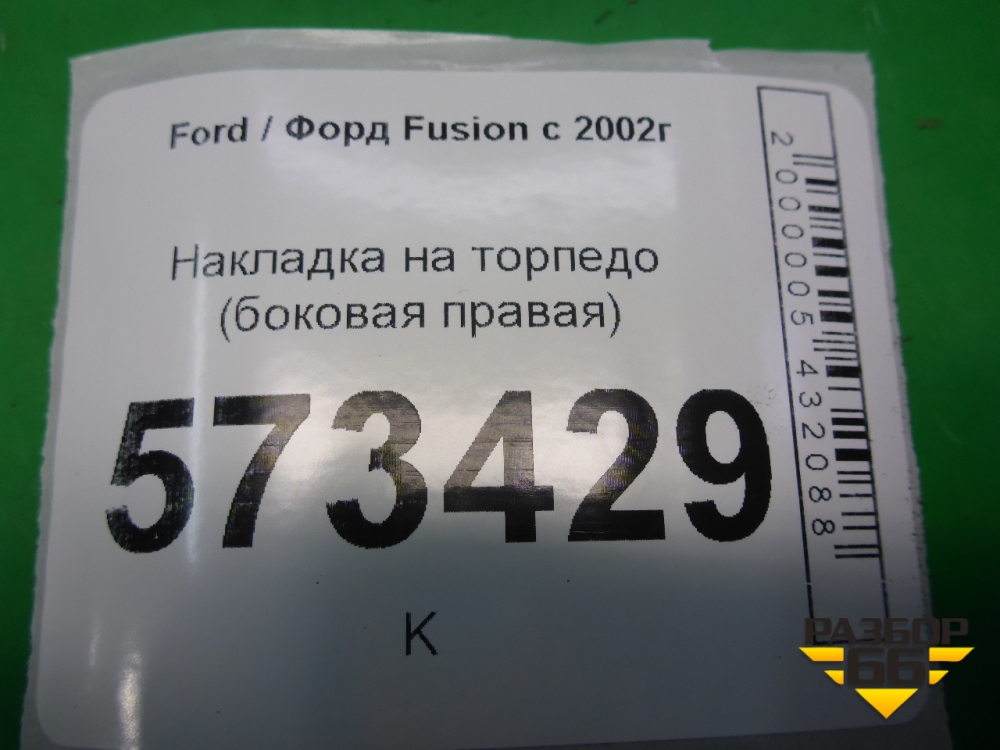 Ford / Форд Fusion с 2002г
Накладка на торпедо
(боковая правая)
573429
К
2000005432088
РАЗБОР
66